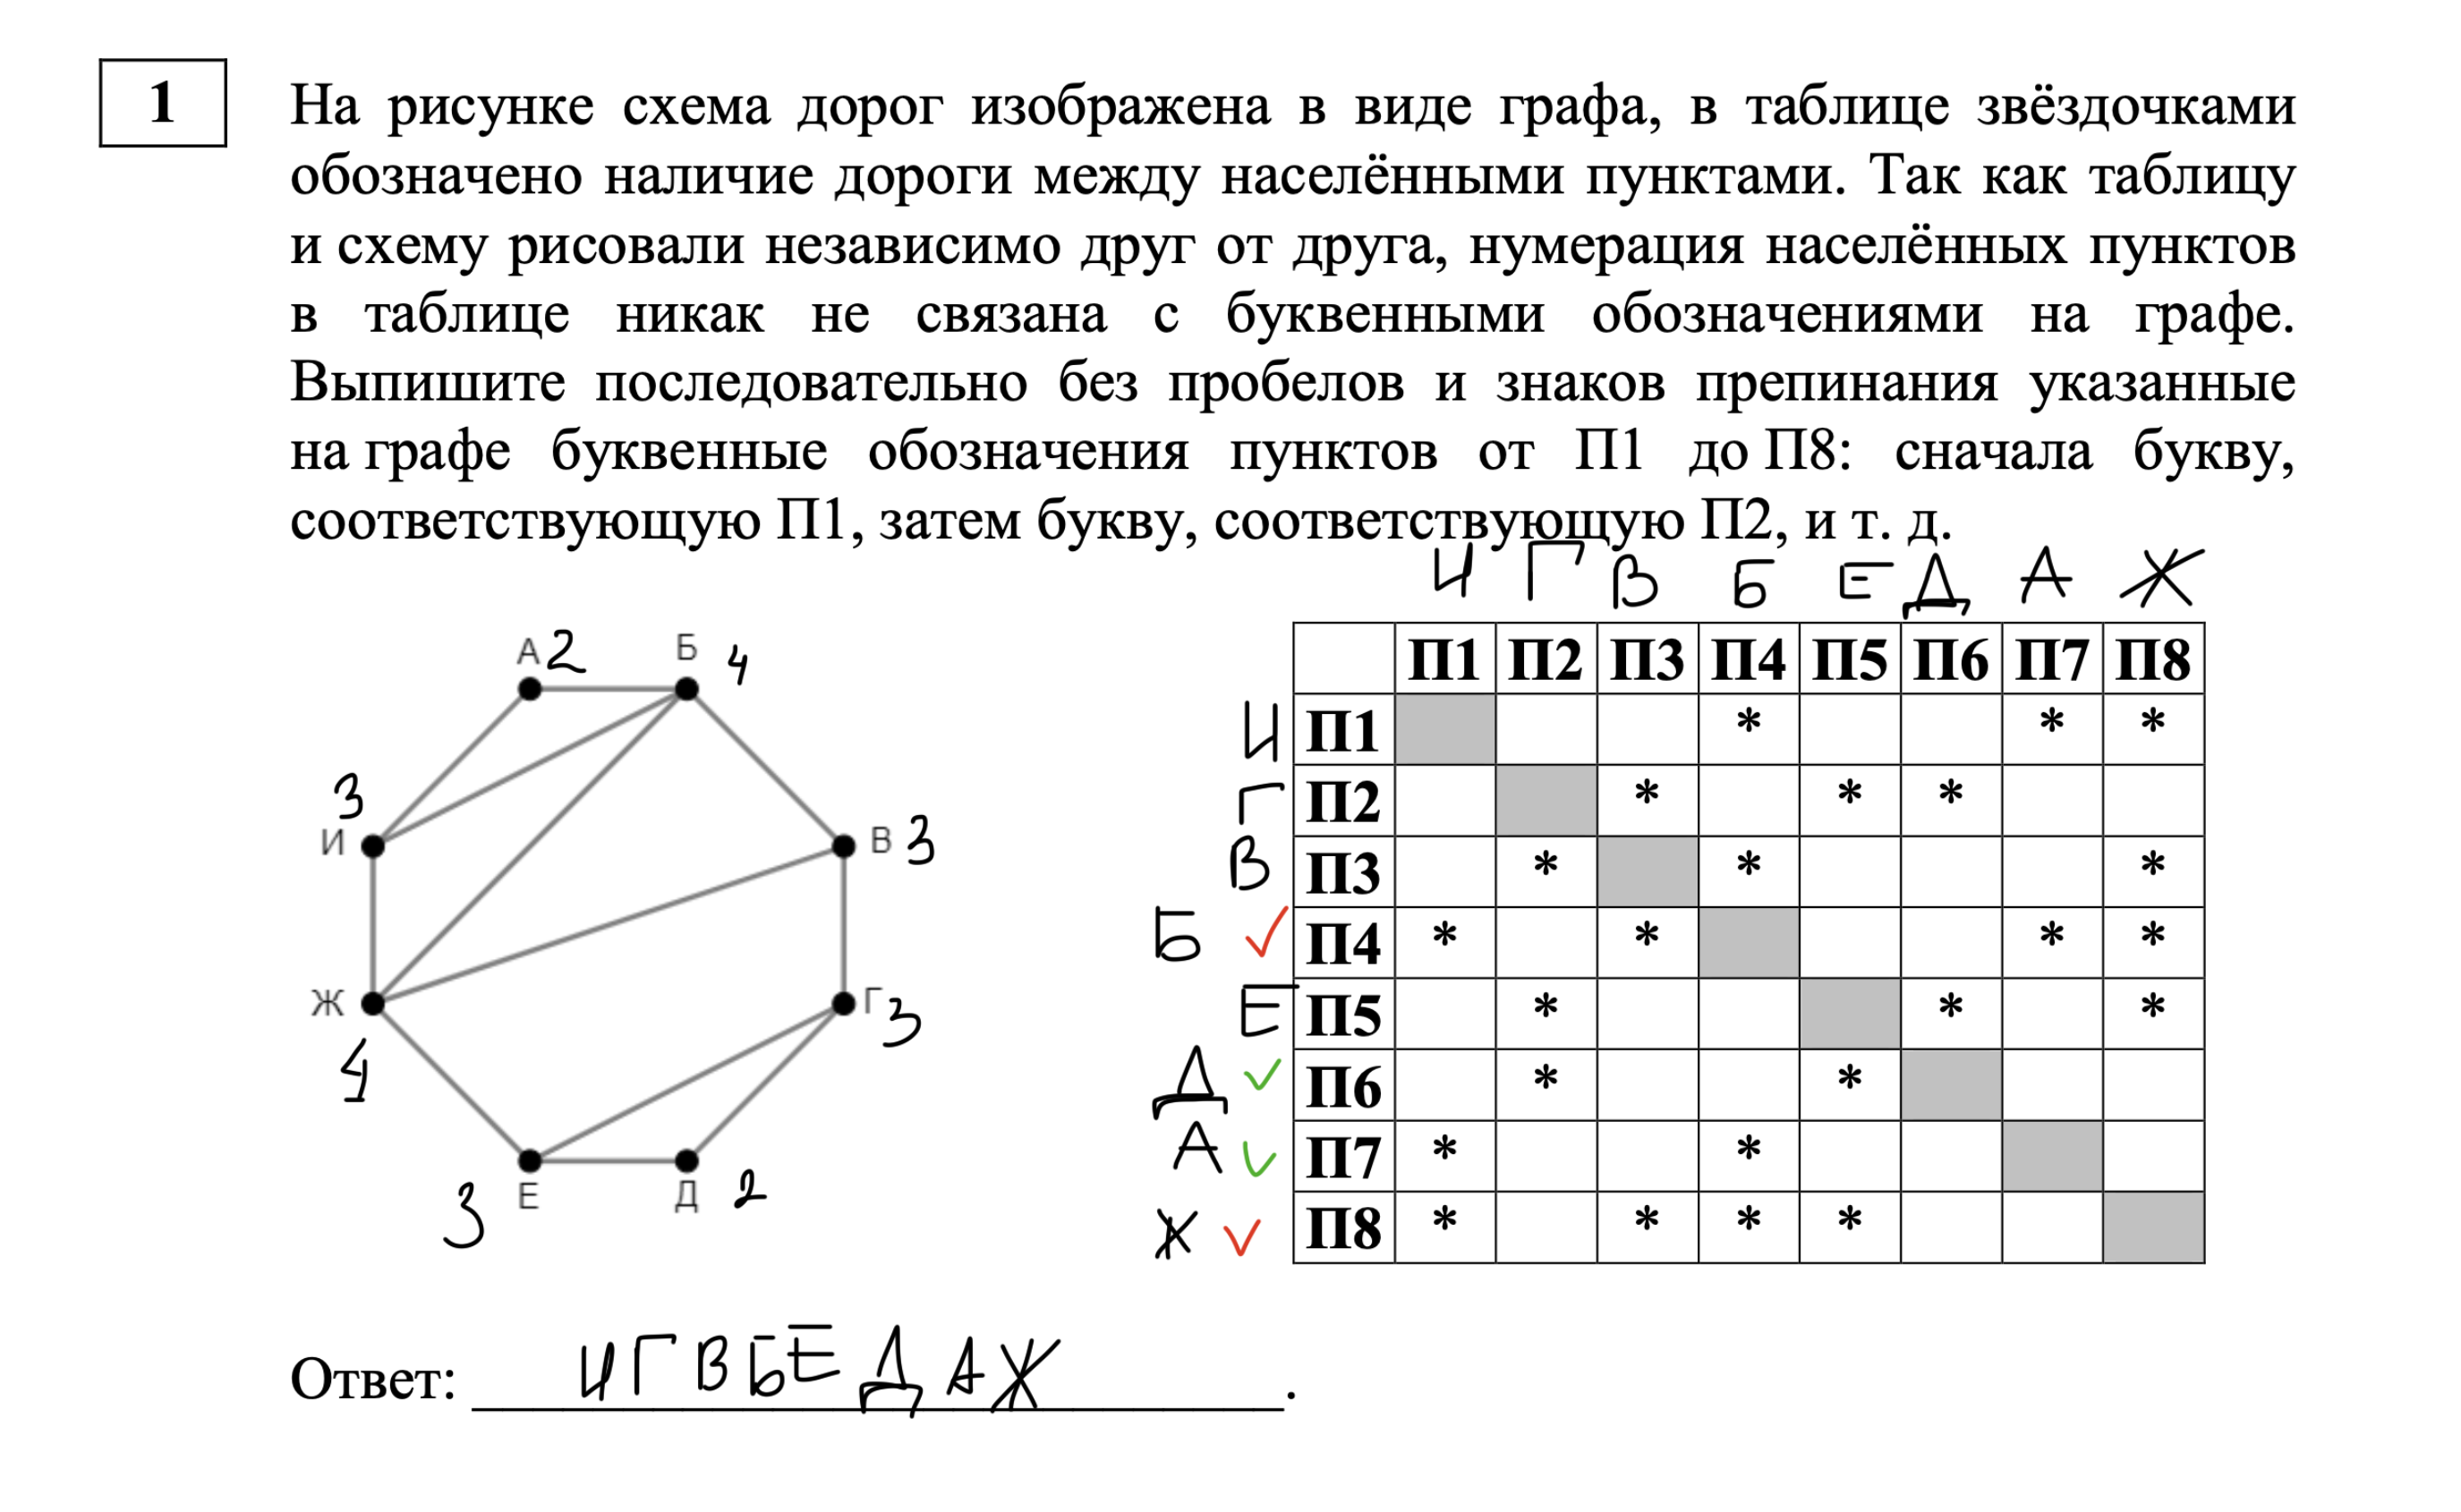 1
На рисунке схема дорог изображена в виде графа, в таблице звёздочками
обозначено наличие дороги между населёнными пунктами. Так как таблицу
и схему рисовали независимо друг от друга, нумерация населённых пунктов
в таблице никак не связана с буквенными обозначениями на графе.
Выпишите последовательно без пробелов и знаков препинания указанные
на графе буквенные обозначения пунктов от П1 до П8: сначала букву,
соответствующую П1, затем букву, соответствующую П2, и т. д.
А 2 Б 4
3
И В 3
Ж Г 3
4
3 Е Д 2
И Г В Б Е Д А Ж
П1 П2 П3 П4 П5 П6 П7 П8
И П1 * * *
Г П2 * * *
В П3 * * *
Б ✓ П4 * * * *
Е П5 * * *
Д ✓ П6 * *
А ✓ П7 * *
Ж ✓ П8 * * * *
Ответ: ИГВБЕДАЖ.